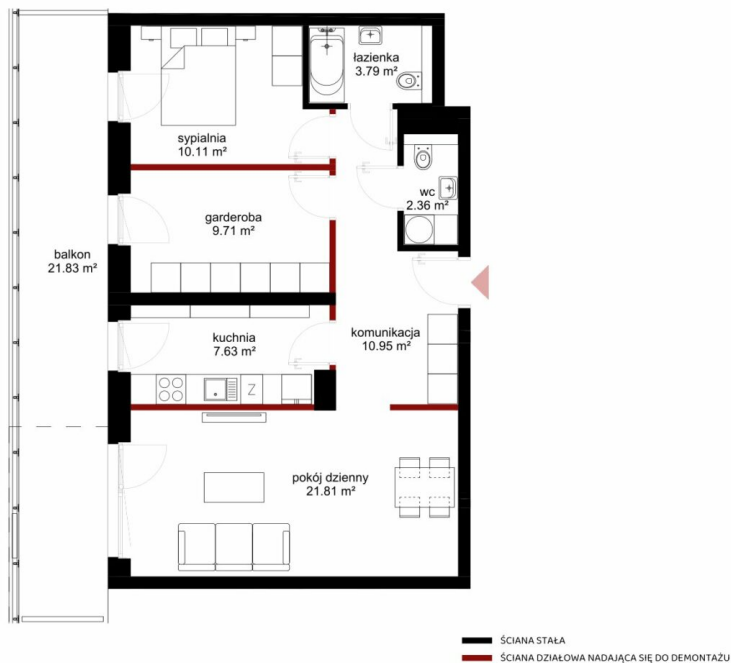 łazienka
3.79 m²
sypialnia
10.11 m²
wc
2.36 m²
garderoba
9.71 m²
balkon
21.83 m²
kuchnia
7.63 m²
komunikacja
10.95 m²
Z
pokój dzienny
21.81 m²
ŚCIANA STAŁA
ŚCIANA DZIAŁOWA NADAJĄCA SIĘ DO DEMONTAŻU